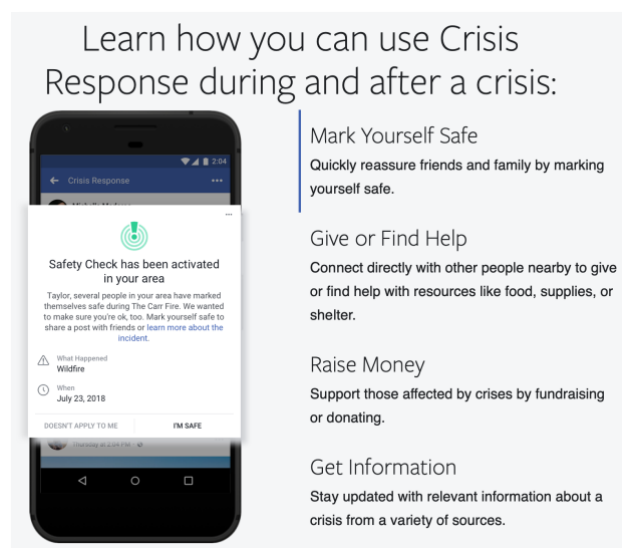 Learn how you can use Crisis
Response during and after a crisis:
2:04
Crisis Response
Safety Check has been activated
in your area
Taylor, several people in your area have marked
themselves safe during The Carr Fire. We wanted
to make sure you're ok, too. Mark yourself safe to
share a post with friends or learn more about the
incident.
What Happened
Wildfire
When
July 23, 2018
DOESN'T APPLY TO ME
I'M SAFE
Thursday at 2:04 PM
Mark Yourself Safe
Quickly reassure friends and family by marking
yourself safe.
Give or Find Help
Connect directly with other people nearby to give
or find help with resources like food, supplies, or
shelter.
Raise Money
Support those affected by crises by fundraising
or donating.
Get Information
Stay updated with relevant information about a
crisis from a variety of sources.